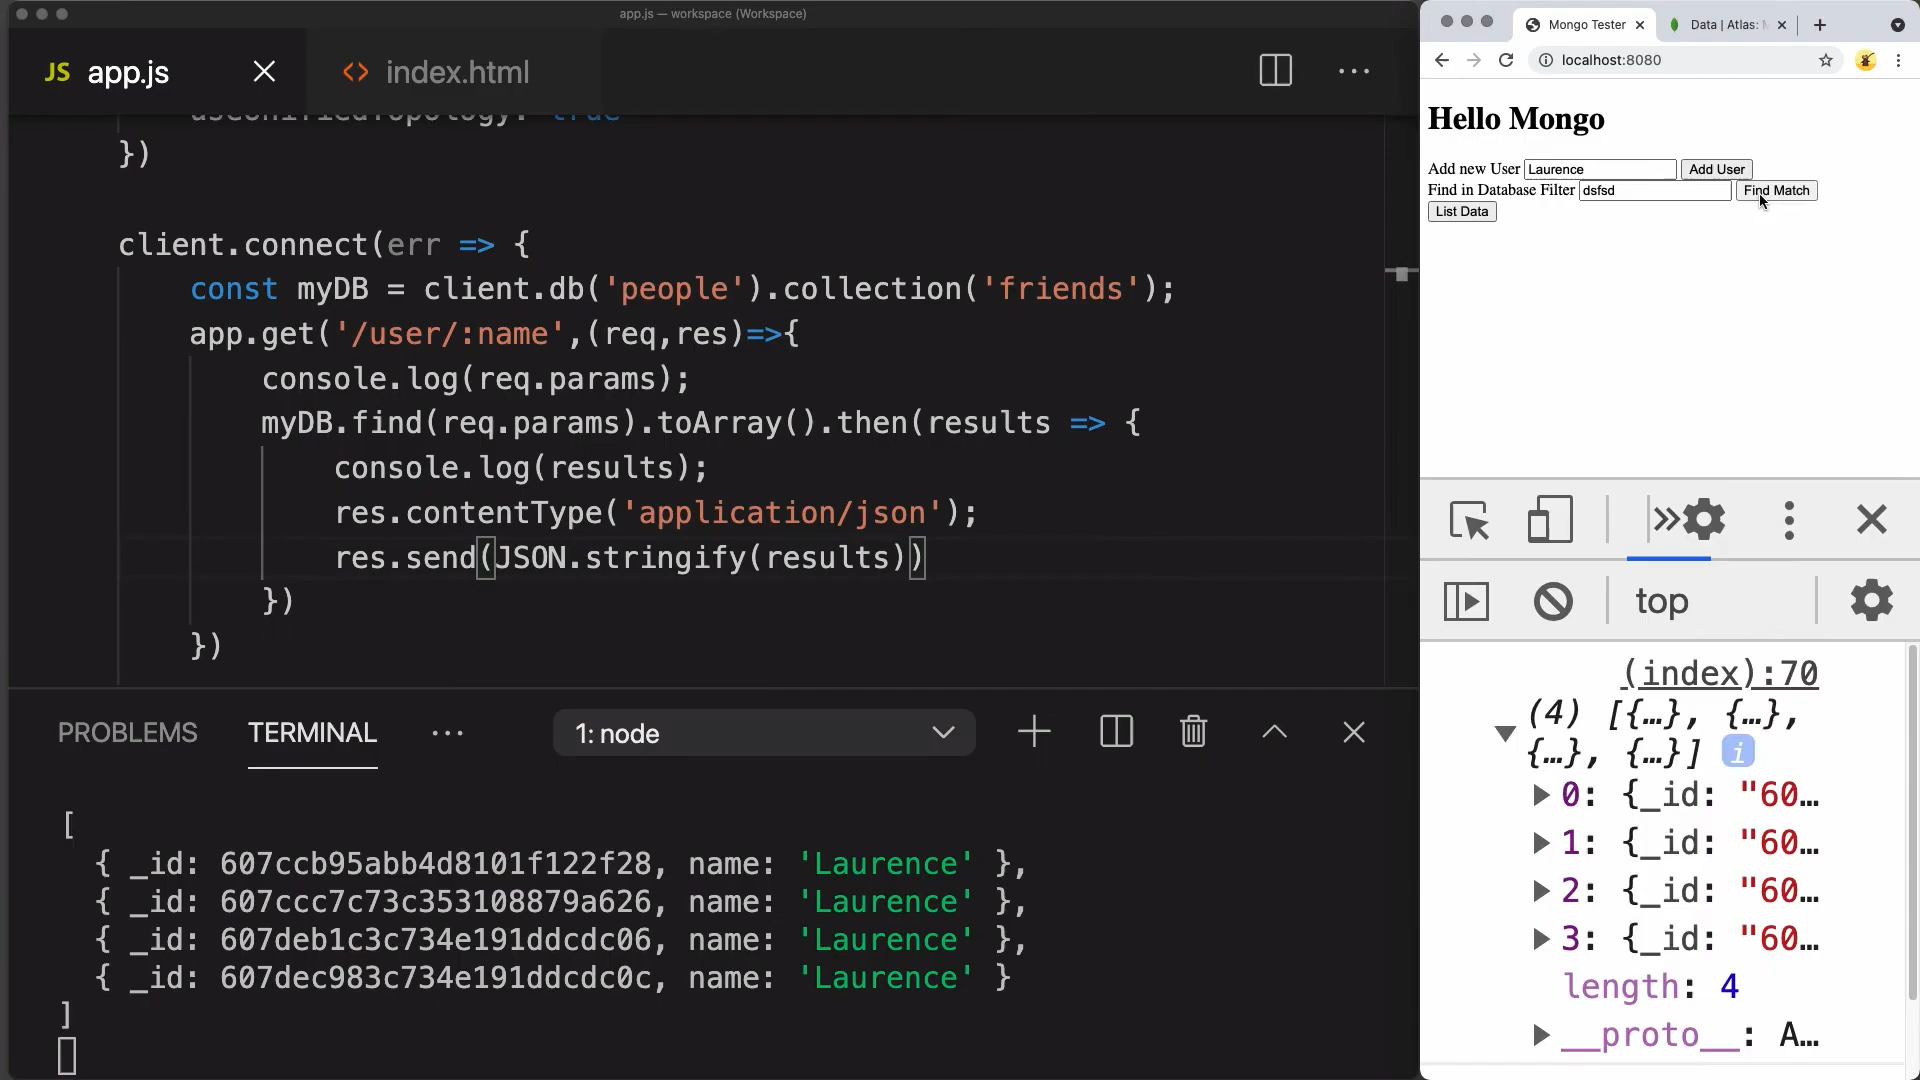 app.js — workspace (Workspace)
JS app.js
<> index.html
useUnifiedTopology: true
})
client.connect(err => {
const myDB = client.db('people').collection('friends');
app.get('/user/:name',(req,res)=>{
console.log(req.params);
myDB.find(req.params).toArray().then(results => {
console.log(results);
res.contentType('application/json');
res.send(JSON.stringify(results))
})
})
PROBLEMS TERMINAL ··· 1: node
[
{ _id: 607ccb95abb4d8101f122f28, name: 'Laurence' },
{ _id: 607ccc7c73c353108879a626, name: 'Laurence' },
{ _id: 607deb1c3c734e191ddcdc06, name: 'Laurence' },
{ _id: 607dec983c734e191ddcdc0c, name: 'Laurence' }
]
Mongo Tester
Data | Atlas: M
localhost:8080
Hello Mongo
Add new User Laurence Add User
Find in Database Filter dsfsd Find Match
List Data
top
(index):70
(4) [{…}, {…},
{…}, {…}] i
0: {_id: "60…
1: {_id: "60…
2: {_id: "60…
3: {_id: "60…
length: 4
__proto__: A…